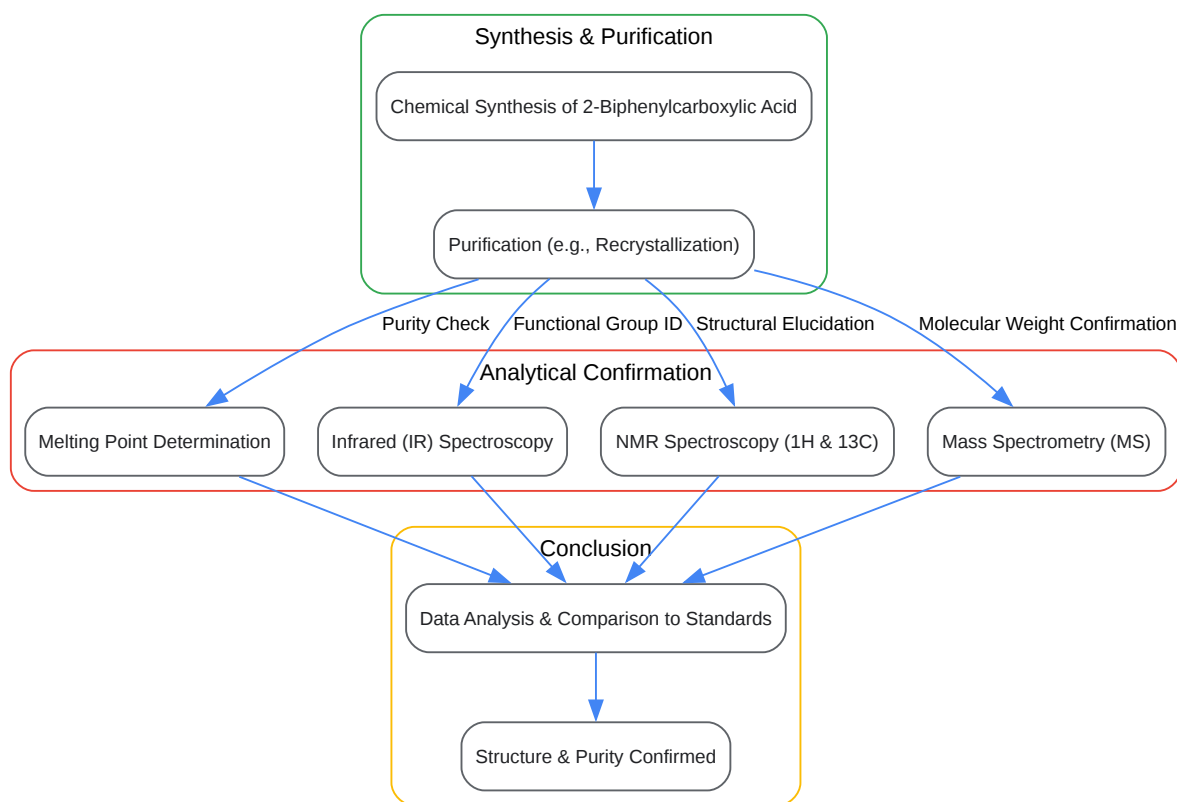 Synthesis & Purification
Chemical Synthesis of 2-Biphenylcarboxylic Acid
Purification (e.g., Recrystallization)
Purity Check
Functional Group ID
Structural Elucidation
Molecular Weight Confirmation
Analytical Confirmation
Melting Point Determination
Infrared (IR) Spectroscopy
NMR Spectroscopy (1H & 13C)
Mass Spectrometry (MS)
Conclusion
Data Analysis & Comparison to Standards
Structure & Purity Confirmed